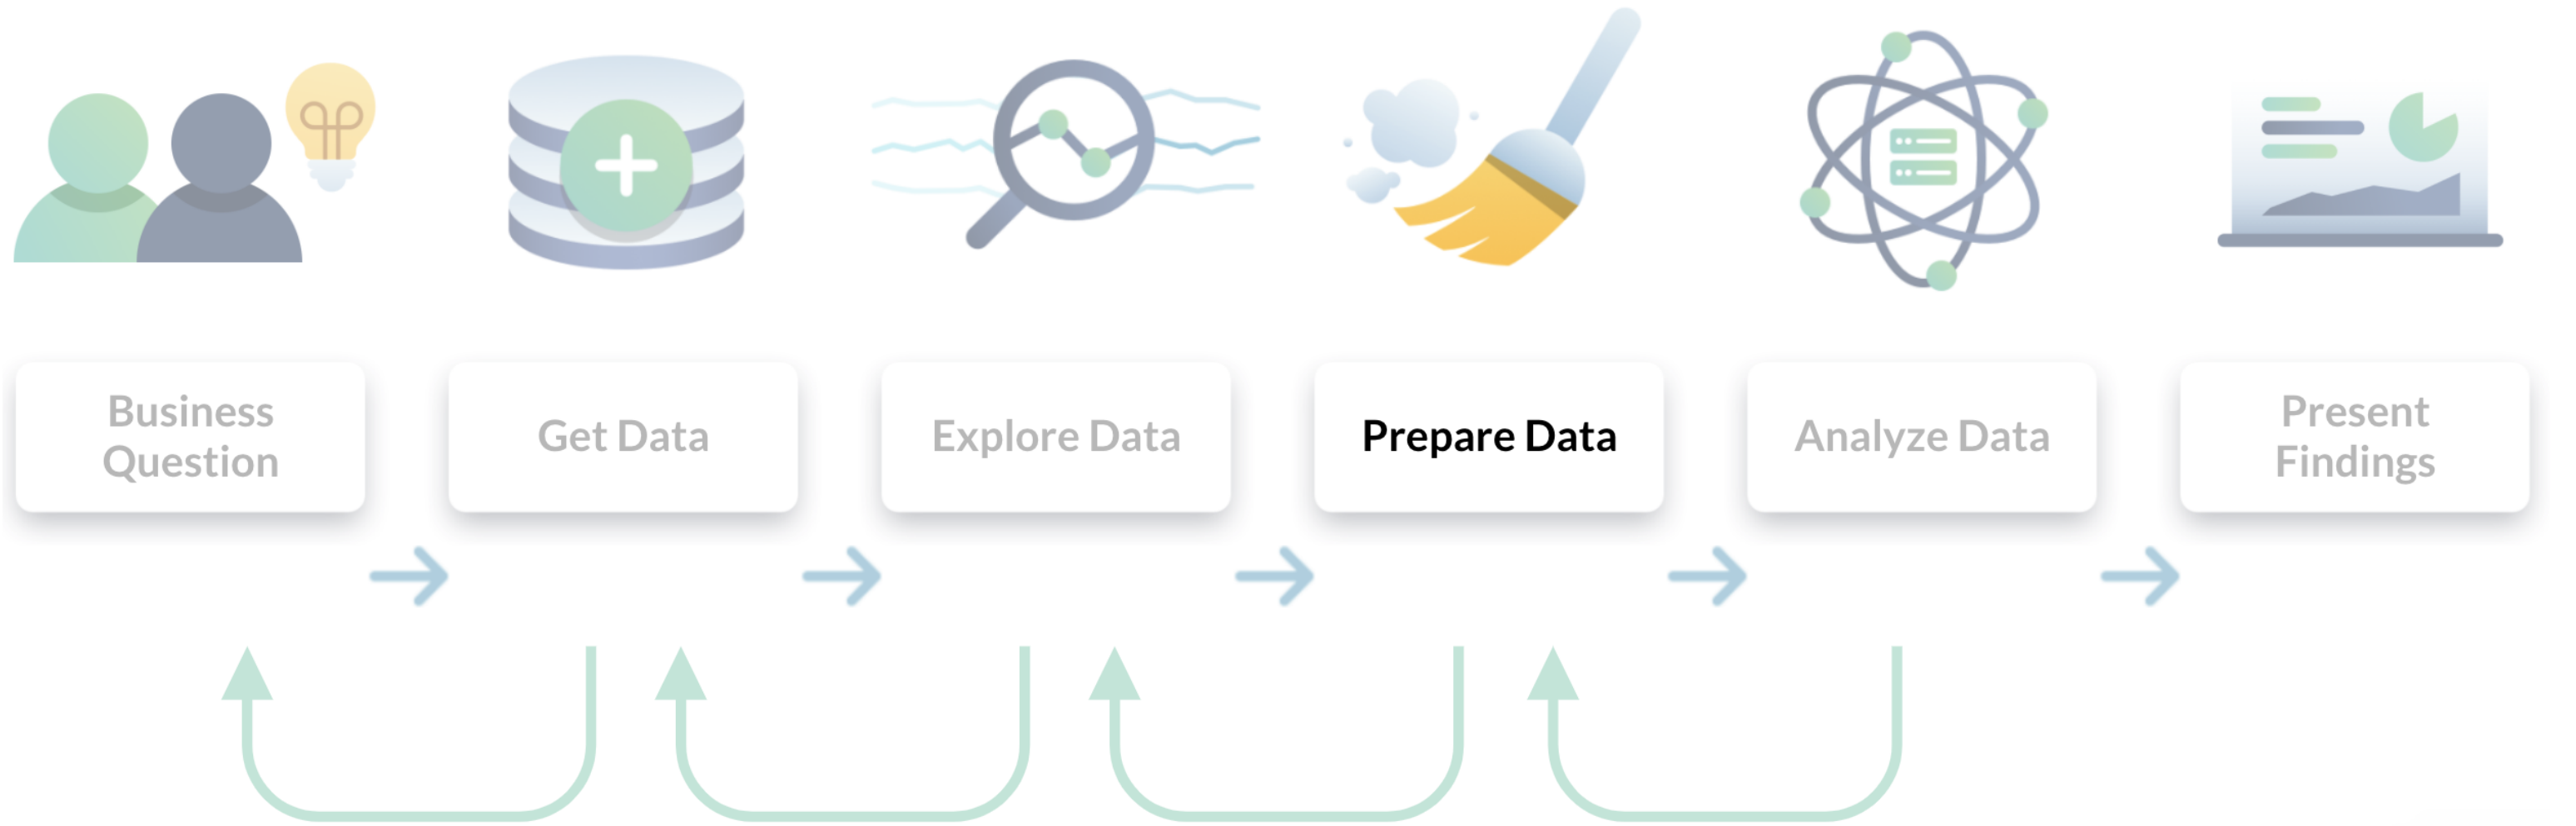 Business
Question
Get Data
Explore Data
Prepare Data
Analyze Data
Present
Findings